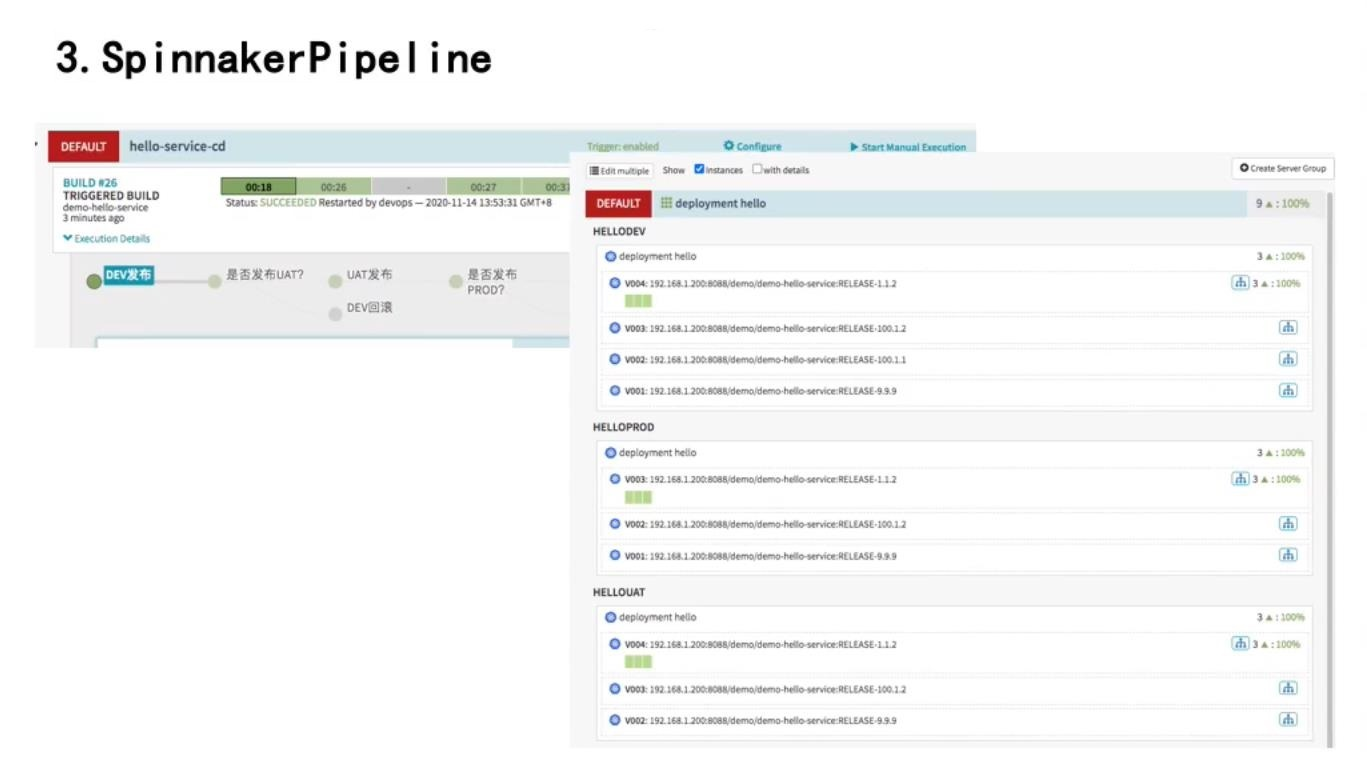 3. SpinnakerPipeline
DEFAULT hello-service-cd Trigger: enabled Configure Start Manual Execution
BUILD #26
TRIGGERED BUILD
demo-hello-service
3 minutes ago
00:18 00:26 - 00:27
Status: SUCCEEDED Restarted by devops — 2020-11-14 13:53:31 GMT+8
Execution Details
DEV发布 是否发布UAT? UAT发布 是否发布PROD?
DEV回滚
Edit multiple Show Instances with details Create Server Group
DEFAULT deployment hello 9 ▲ : 100%
HELLODEV
deployment hello 3 ▲ : 100%
V004: 192.168.1.200:8088/demo/demo-hello-service:RELEASE-1.1.2 3 ▲ : 100%
V003: 192.168.1.200:8088/demo/demo-hello-service:RELEASE-100.1.2
V002: 192.168.1.200:8088/demo/demo-hello-service:RELEASE-100.1.1
V001: 192.168.1.200:8088/demo/demo-hello-service:RELEASE-9.9.9
HELLOPROD
deployment hello 3 ▲ : 100%
V003: 192.168.1.200:8088/demo/demo-hello-service:RELEASE-1.1.2 3 ▲ : 100%
V002: 192.168.1.200:8088/demo/demo-hello-service:RELEASE-100.1.2
V001: 192.168.1.200:8088/demo/demo-hello-service:RELEASE-9.9.9
HELLOUAT
deployment hello 3 ▲ : 100%
V004: 192.168.1.200:8088/demo/demo-hello-service:RELEASE-1.1.2 3 ▲ : 100%
V003: 192.168.1.200:8088/demo/demo-hello-service:RELEASE-100.1.2
V002: 192.168.1.200:8088/demo/demo-hello-service:RELEASE-9.9.9